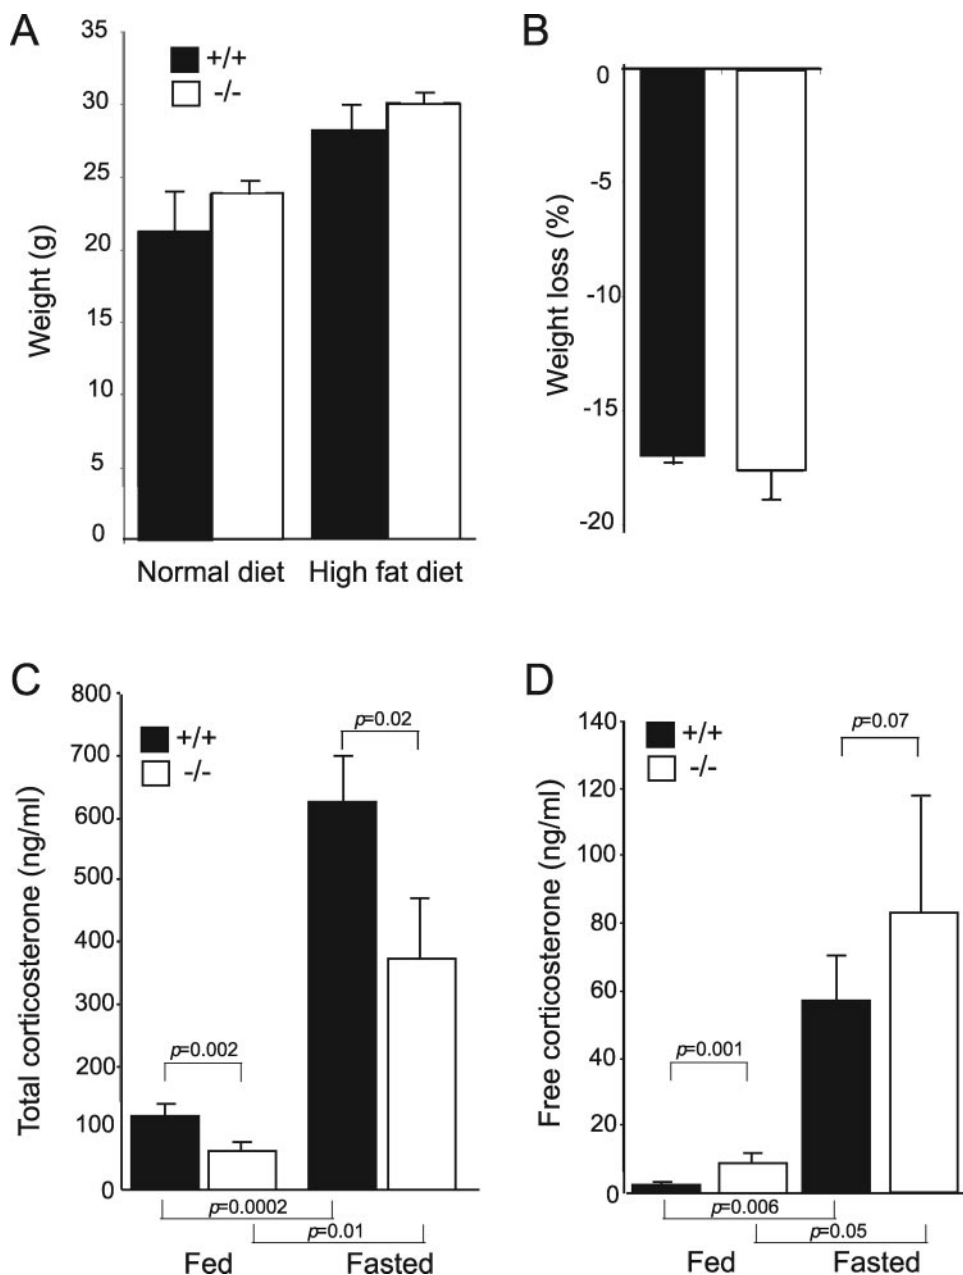 A
35
30
25
20
15
10
5
0
Weight (g)
+/+
-/-
Normal diet High fat diet
B
0
-5
-10
-15
-20
Weight loss (%)
C
800
700
600
500
400
300
200
100
0
Total corticosterone (ng/ml)
+/+
-/-
p=0.02
p=0.002
p=0.0002
p=0.01
Fed Fasted
D
140
120
100
80
60
40
20
0
Free corticosterone (ng/ml)
+/+
-/-
p=0.07
p=0.001
p=0.006
p=0.05
Fed Fasted